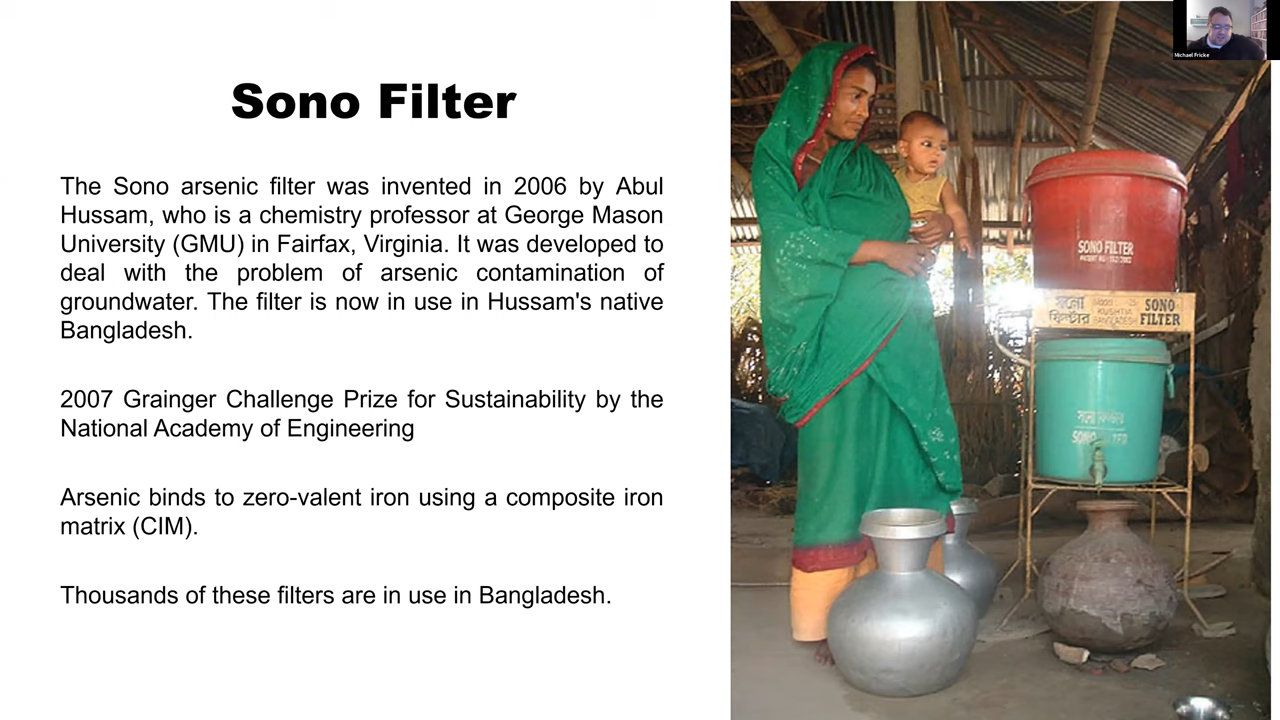 Sono Filter
The Sono arsenic filter was invented in 2006 by Abul
Hussam, who is a chemistry professor at George Mason
University (GMU) in Fairfax, Virginia. It was developed to
deal with the problem of arsenic contamination of
groundwater. The filter is now in use in Hussam's native
Bangladesh.
2007 Grainger Challenge Prize for Sustainability by the
National Academy of Engineering
Arsenic binds to zero-valent iron using a composite iron
matrix (CIM).
Thousands of these filters are in use in Bangladesh.
Michael Fricke
SONO FILTER
সনো
ফিল্টার
KUSHTIA
BANGLADESH
SONO
FILTER
সনো ফিল্টার